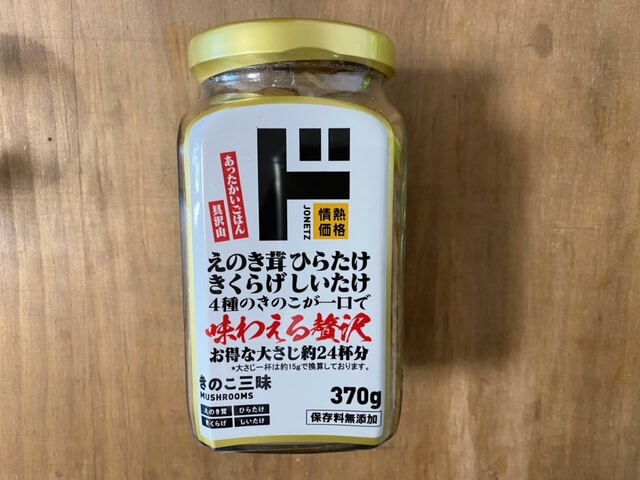 ド
JONETZ
情熱
価格
あったかいごはん
具沢山
えのき茸 ひらたけ
きくらげ しいたけ
4種のきのこが一口で
味わえる贅沢
お得な大さじ約24杯分
*大さじ一杯は約15gで換算しております。
きのこ三昧
MUSHROOMS
370g
えのき茸 ひらたけ
きくらげ しいたけ
保存料無添加